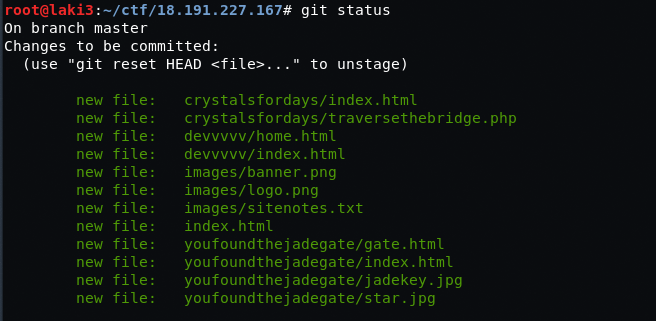 root@laki3:~/ctf/18.191.227.167# git status
On branch master
Changes to be committed:
  (use "git reset HEAD <file>..." to unstage)
        new file:   crystalsfordays/index.html
        new file:   crystalsfordays/traversethebridge.php
        new file:   devvvvv/home.html
        new file:   devvvvv/index.html
        new file:   images/banner.png
        new file:   images/logo.png
        new file:   images/sitenotes.txt
        new file:   index.html
        new file:   youfoundthejadegate/gate.html
        new file:   youfoundthejadegate/index.html
        new file:   youfoundthejadegate/jadekey.jpg
        new file:   youfoundthejadegate/star.jpg